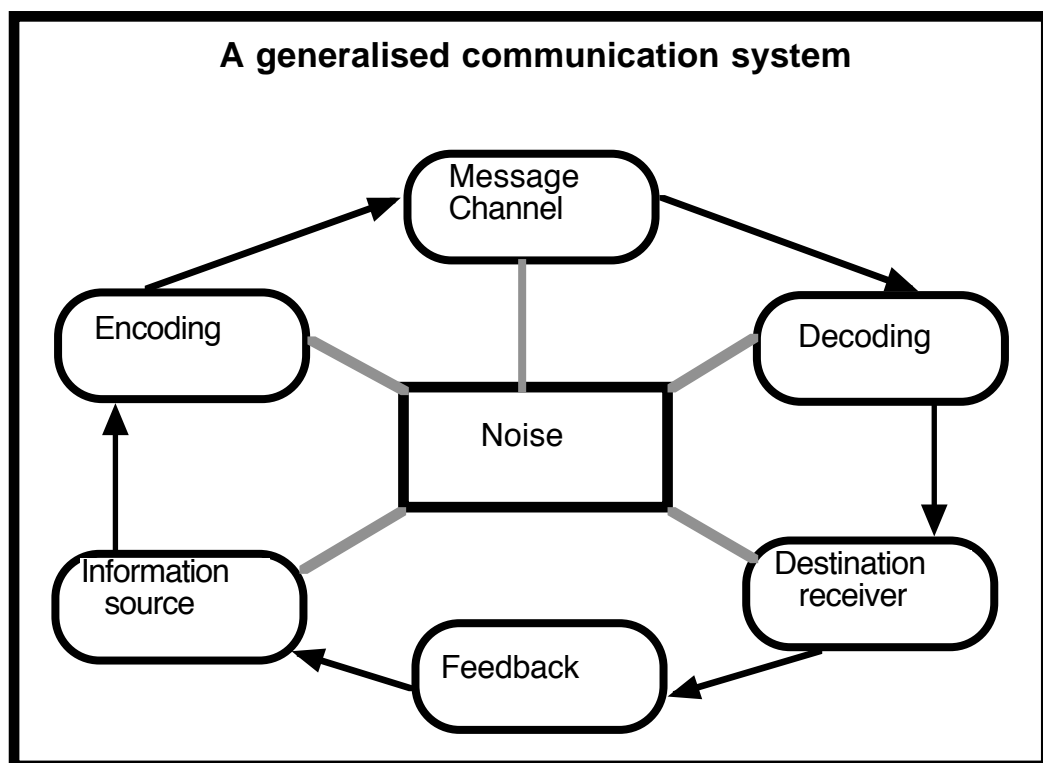 A generalised communication system
Message
Channel
Encoding
Decoding
Noise
Information
source
Destination
receiver
Feedback